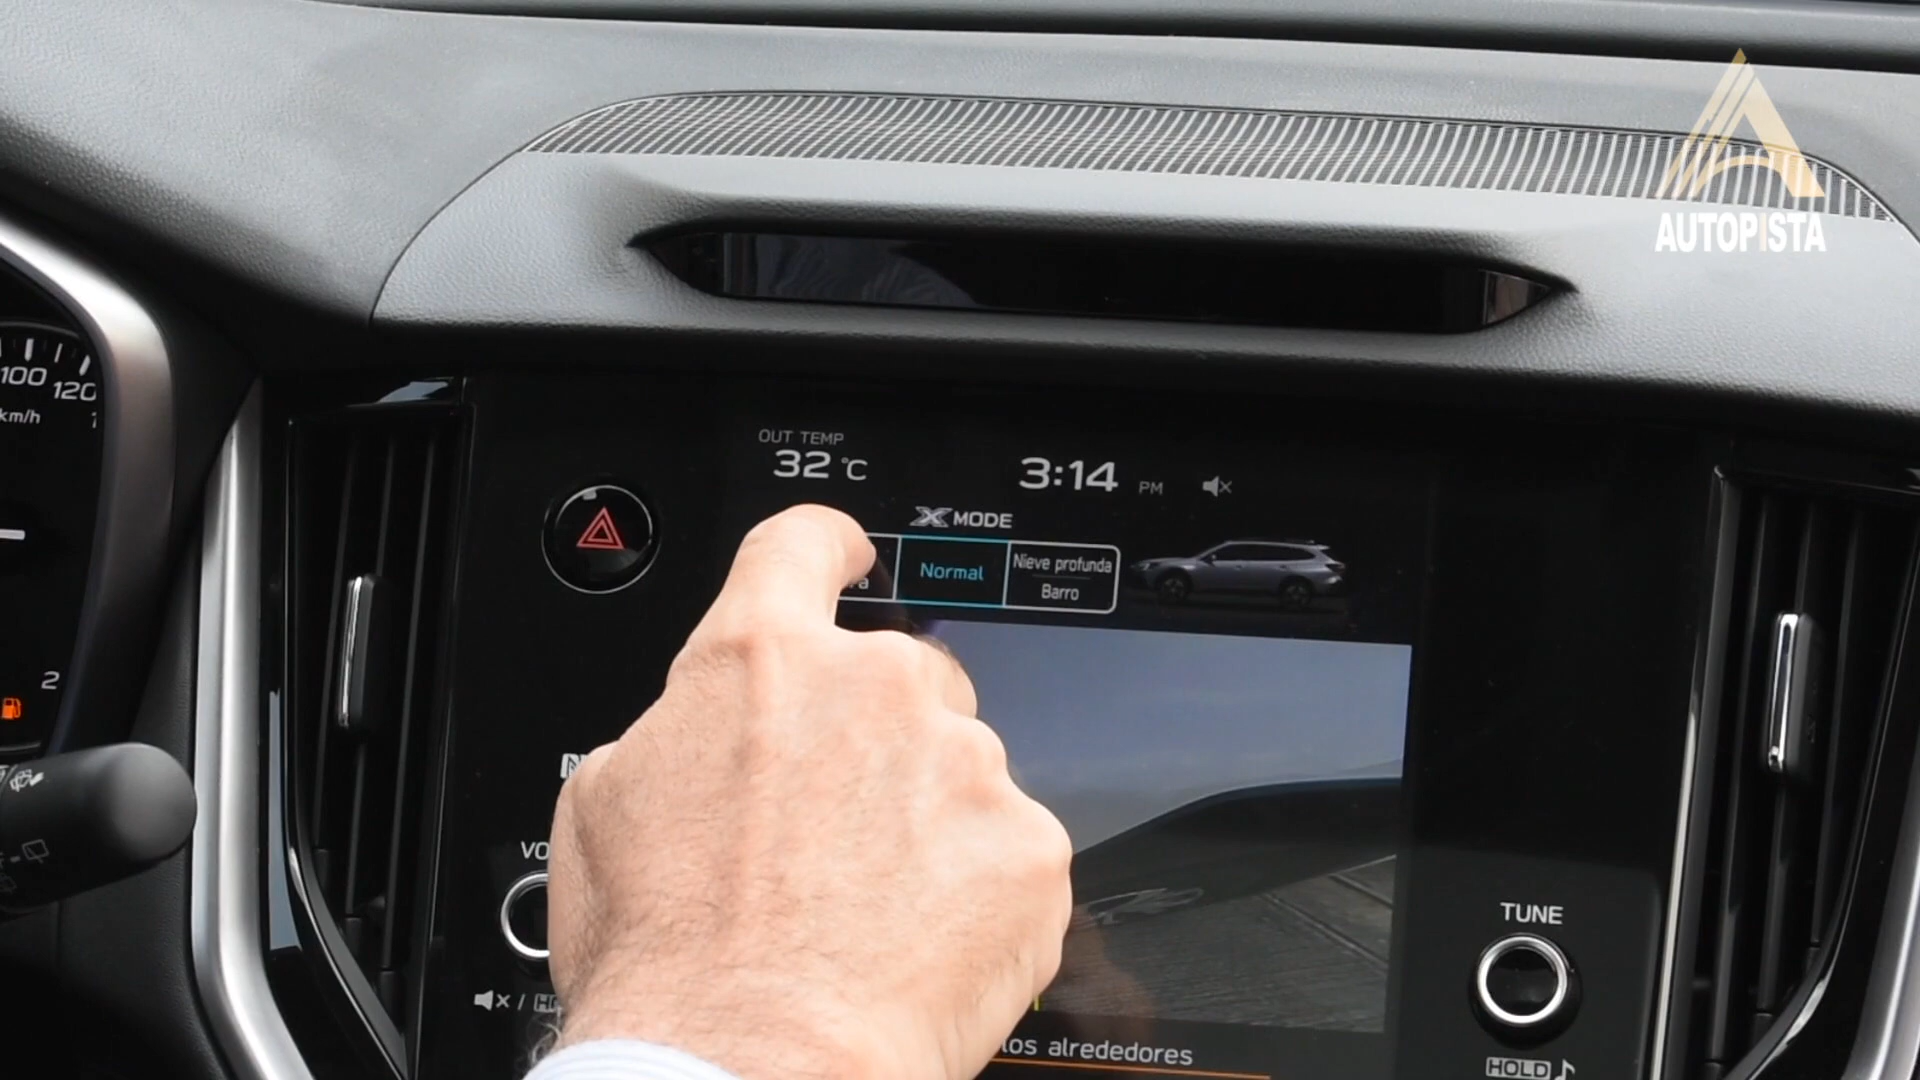 AUTOPISTA
100 120
km/h
OUT TEMP
32 °C
3:14 PM
X MODE
Normal
Nieve profunda
Barro
2
VO
TUNE
los alrededores
HOLD